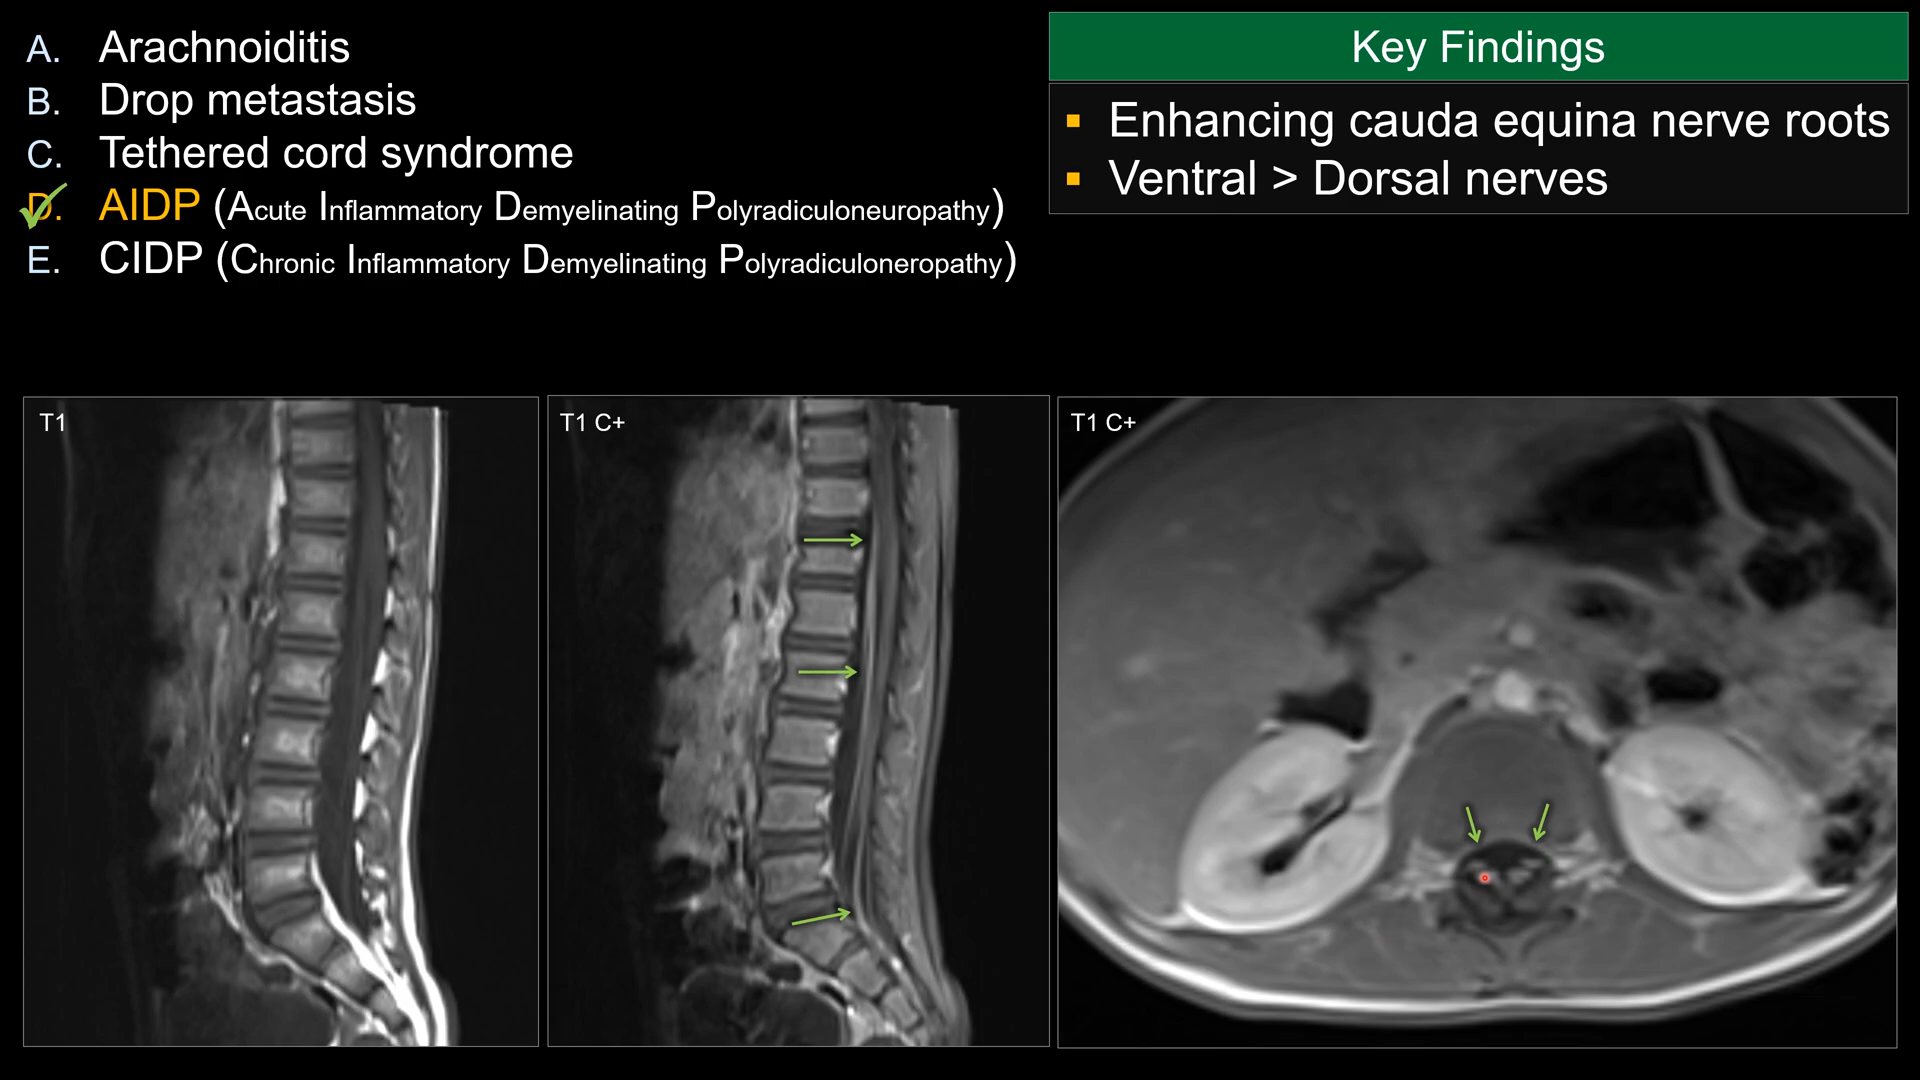 A. Arachnoiditis
B. Drop metastasis
C. Tethered cord syndrome
D. AIDP (Acute Inflammatory Demyelinating Polyradiculoneuropathy)
E. CIDP (Chronic Inflammatory Demyelinating Polyradiculoneropathy)
Key Findings
▪ Enhancing cauda equina nerve roots
▪ Ventral > Dorsal nerves
T1
T1 C+
T1 C+